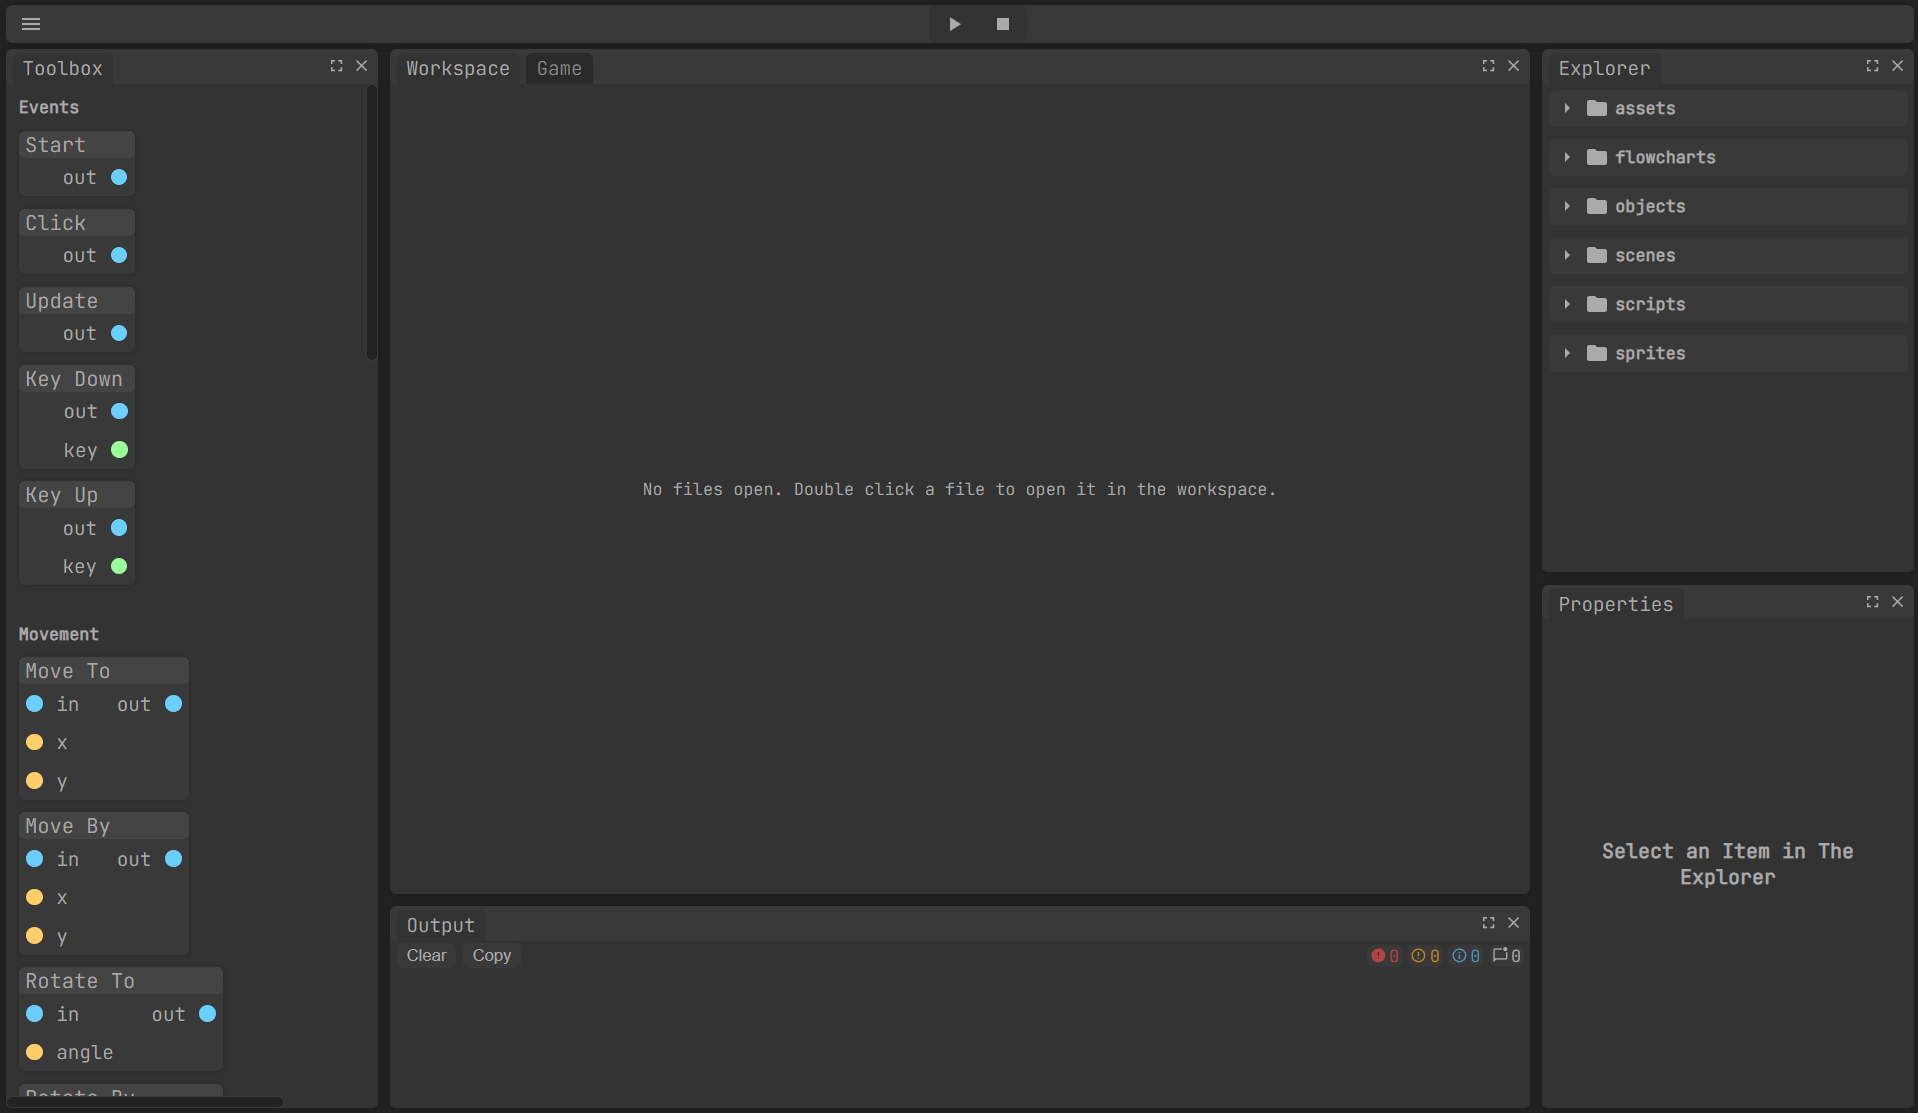 Toolbox
Events
Start
out
Click
out
Update
out
Key Down
out
key
Key Up
out
key
Movement
Move To
in out
x
y
Move By
in out
x
y
Rotate To
in out
angle
Rotate By
Workspace Game
No files open. Double click a file to open it in the workspace.
Output
Clear Copy 0 0 0 0
Explorer
assets
flowcharts
objects
scenes
scripts
sprites
Properties
Select an Item in The
Explorer